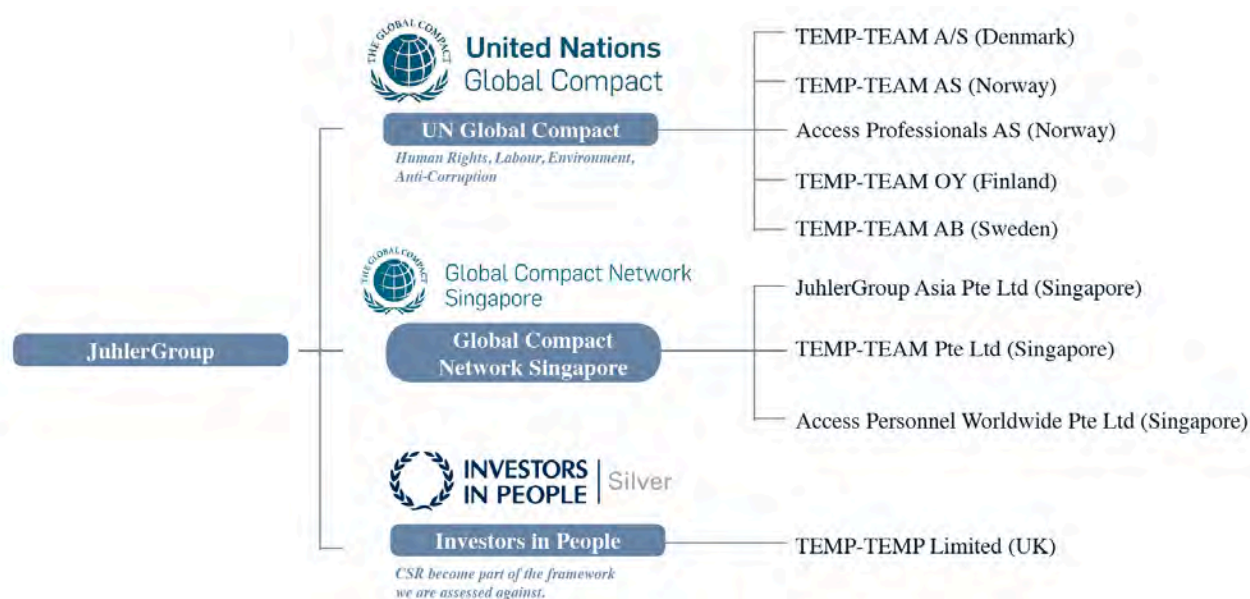 THE GLOBAL COMPACT
United Nations
Global Compact
UN Global Compact
Human Rights, Labour, Environment,
Anti-Corruption
TEMP-TEAM A/S (Denmark)
TEMP-TEAM AS (Norway)
Access Professionals AS (Norway)
TEMP-TEAM OY (Finland)
TEMP-TEAM AB (Sweden)
JuhlerGroup
THE GLOBAL COMPACT
Global Compact Network
Singapore
Global Compact
Network Singapore
JuhlerGroup Asia Pte Ltd (Singapore)
TEMP-TEAM Pte Ltd (Singapore)
Access Personnel Worldwide Pte Ltd (Singapore)
INVESTORS
IN PEOPLE
Silver
Investors in People
CSR become part of the framework
we are assessed against.
TEMP-TEMP Limited (UK)